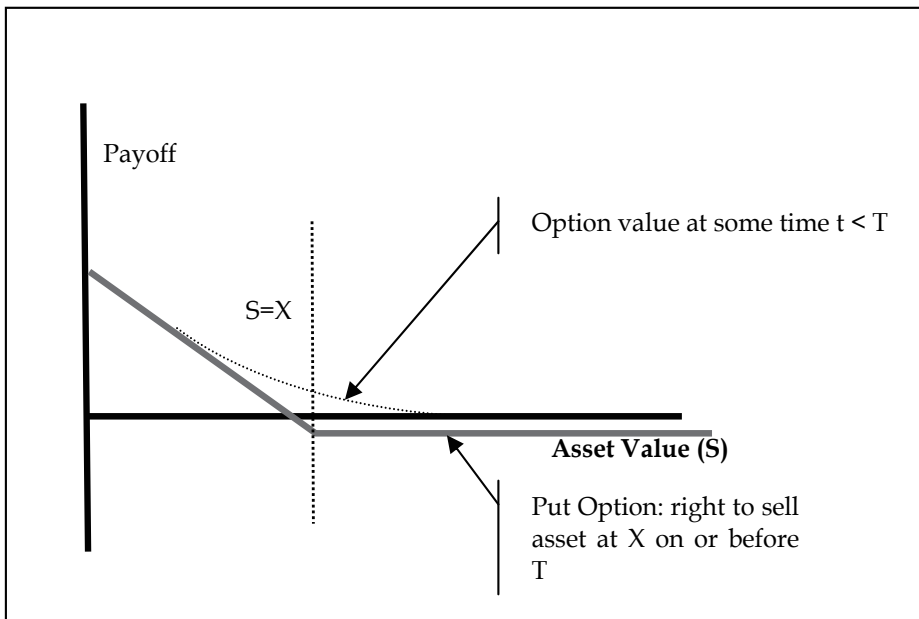 Payoff
Option value at some time t < T
S=X
Asset Value (S)
Put Option: right to sell
asset at X on or before
T